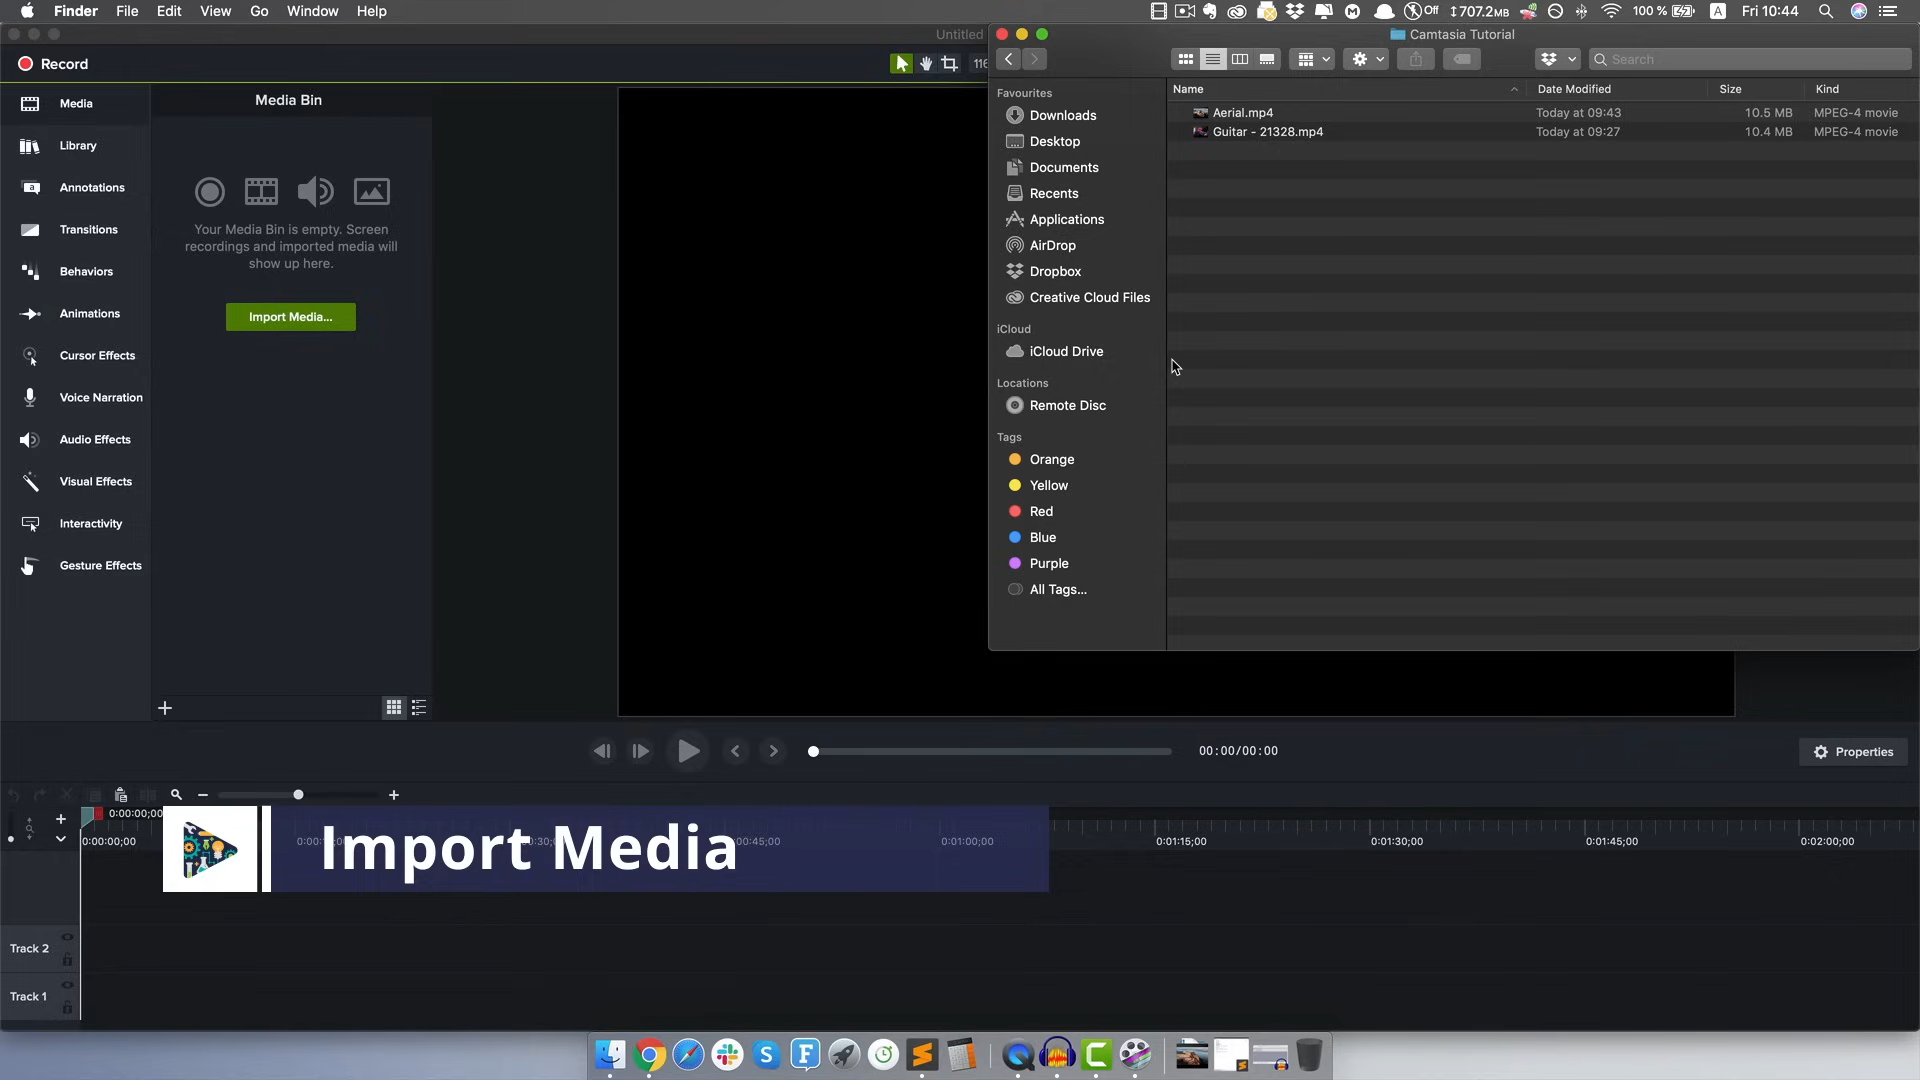 Finder File Edit View Go Window Help
Off 707.2MB 100 % A Fri 10:44
Untitled
Camtasia Tutorial
Record
116
Search
Media
Library
Annotations
Transitions
Behaviors
Animations
Cursor Effects
Voice Narration
Audio Effects
Visual Effects
Interactivity
Gesture Effects
Media Bin
Your Media Bin is empty. Screen
recordings and imported media will
show up here.
Import Media...
Favourites
Downloads
Desktop
Documents
Recents
Applications
AirDrop
Dropbox
Creative Cloud Files
iCloud
iCloud Drive
Locations
Remote Disc
Tags
Orange
Yellow
Red
Blue
Purple
All Tags...
Name Date Modified Size Kind
Aerial.mp4 Today at 09:43 10.5 MB MPEG-4 movie
Guitar - 21328.mp4 Today at 09:27 10.4 MB MPEG-4 movie
00:00/00:00
Properties
0:00:00;00
0:00:00;00 0:01:00;00 0:01:15;00 0:01:30;00 0:01:45;00 0:02:00;00
Import Media
Track 2
Track 1